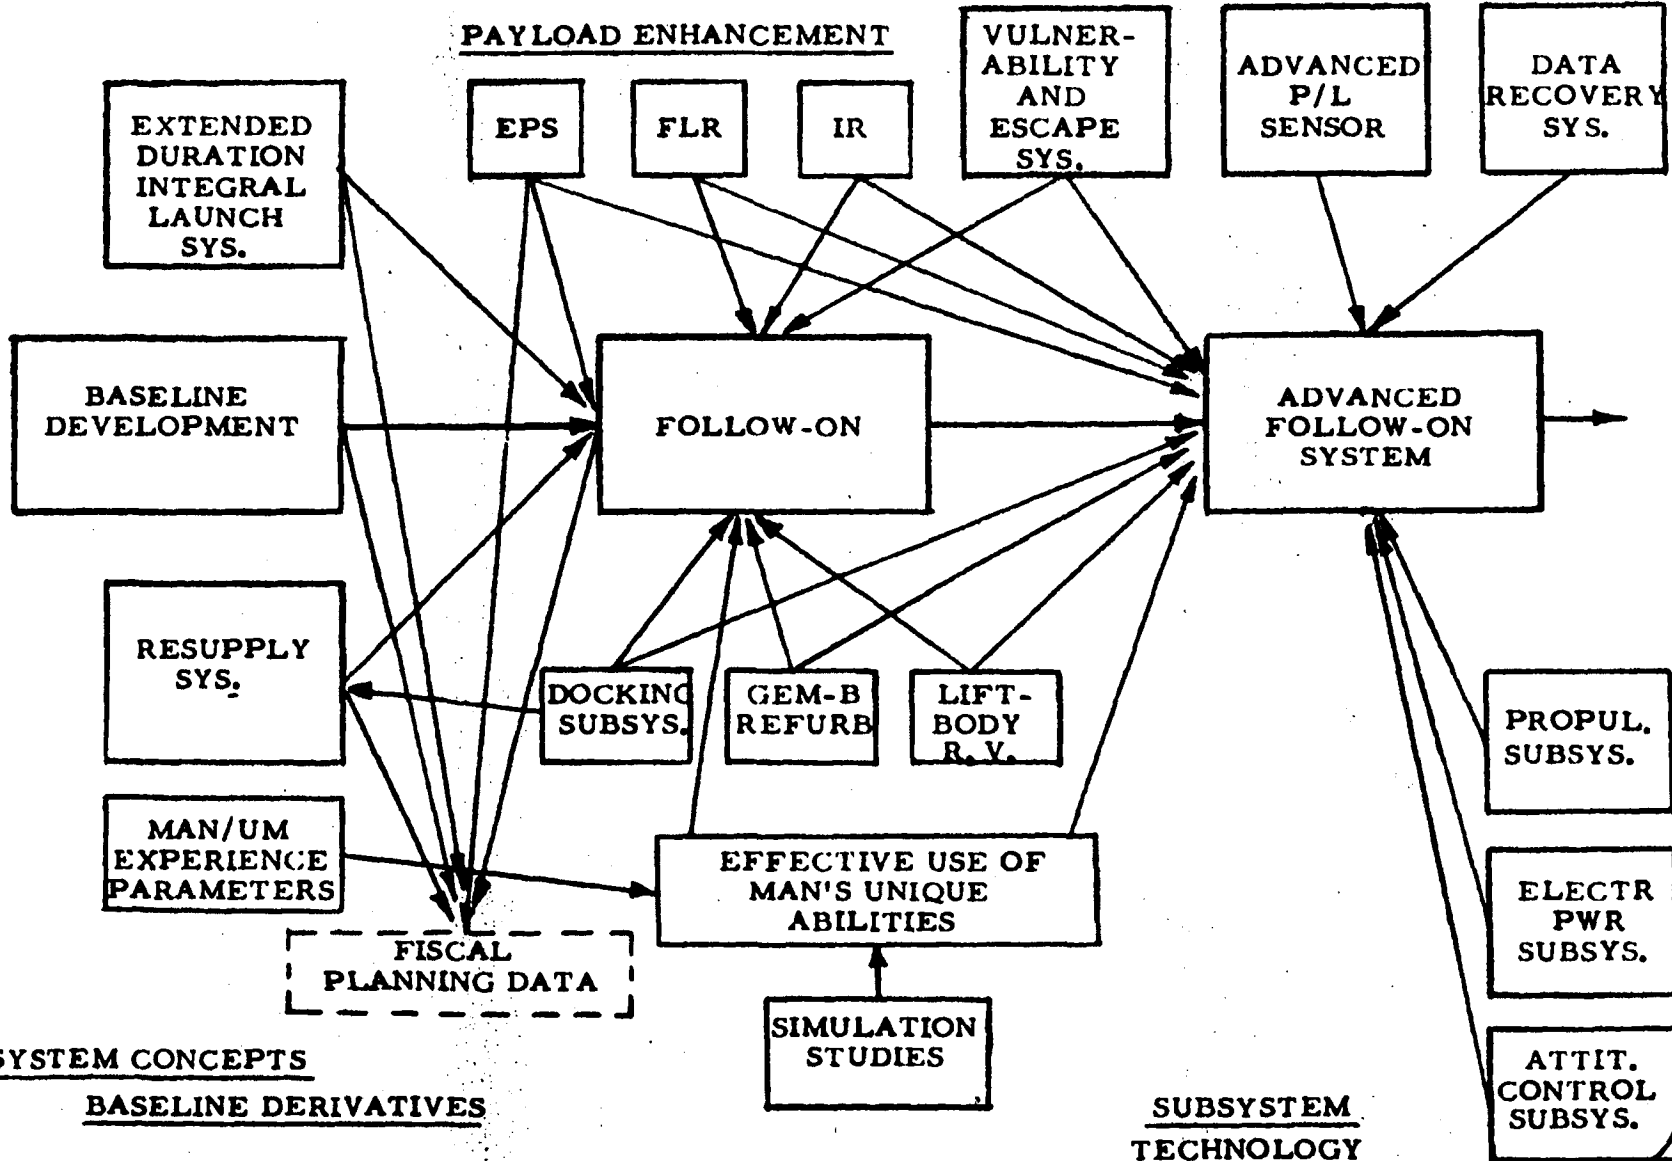 PAYLOAD ENHANCEMENT
EXTENDED
DURATION
INTEGRAL
LAUNCH
SYS.
EPS
FLR
IR
VULNER-
ABILITY
AND
ESCAPE
SYS.
ADVANCED
P/L
SENSOR
DATA
RECOVERY
SYS.
BASELINE
DEVELOPMENT
FOLLOW-ON
ADVANCED
FOLLOW-ON
SYSTEM
RESUPPLY
SYS.
DOCKING
SUBSYS.
GEM-B
REFURB
LIFT-
BODY
R. V.
PROPUL.
SUBSYS.
MAN/UM
EXPERIENCE
PARAMETERS
EFFECTIVE USE OF
MAN'S UNIQUE
ABILITIES
ELECTR
PWR
SUBSYS.
FISCAL
PLANNING DATA
SIMULATION
STUDIES
ATTIT.
CONTROL
SUBSYS.
SYSTEM CONCEPTS
BASELINE DERIVATIVES
SUBSYSTEM
TECHNOLOGY